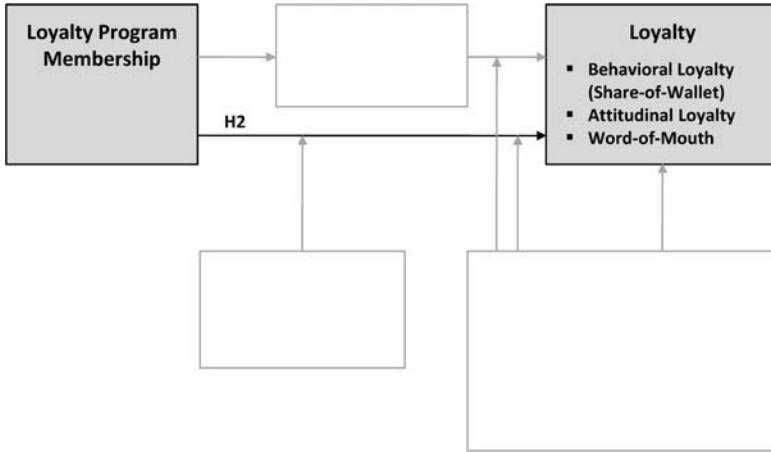 Loyalty Program
Membership
Loyalty
▪ Behavioral Loyalty
(Share-of-Wallet)
▪ Attitudinal Loyalty
▪ Word-of-Mouth
H2